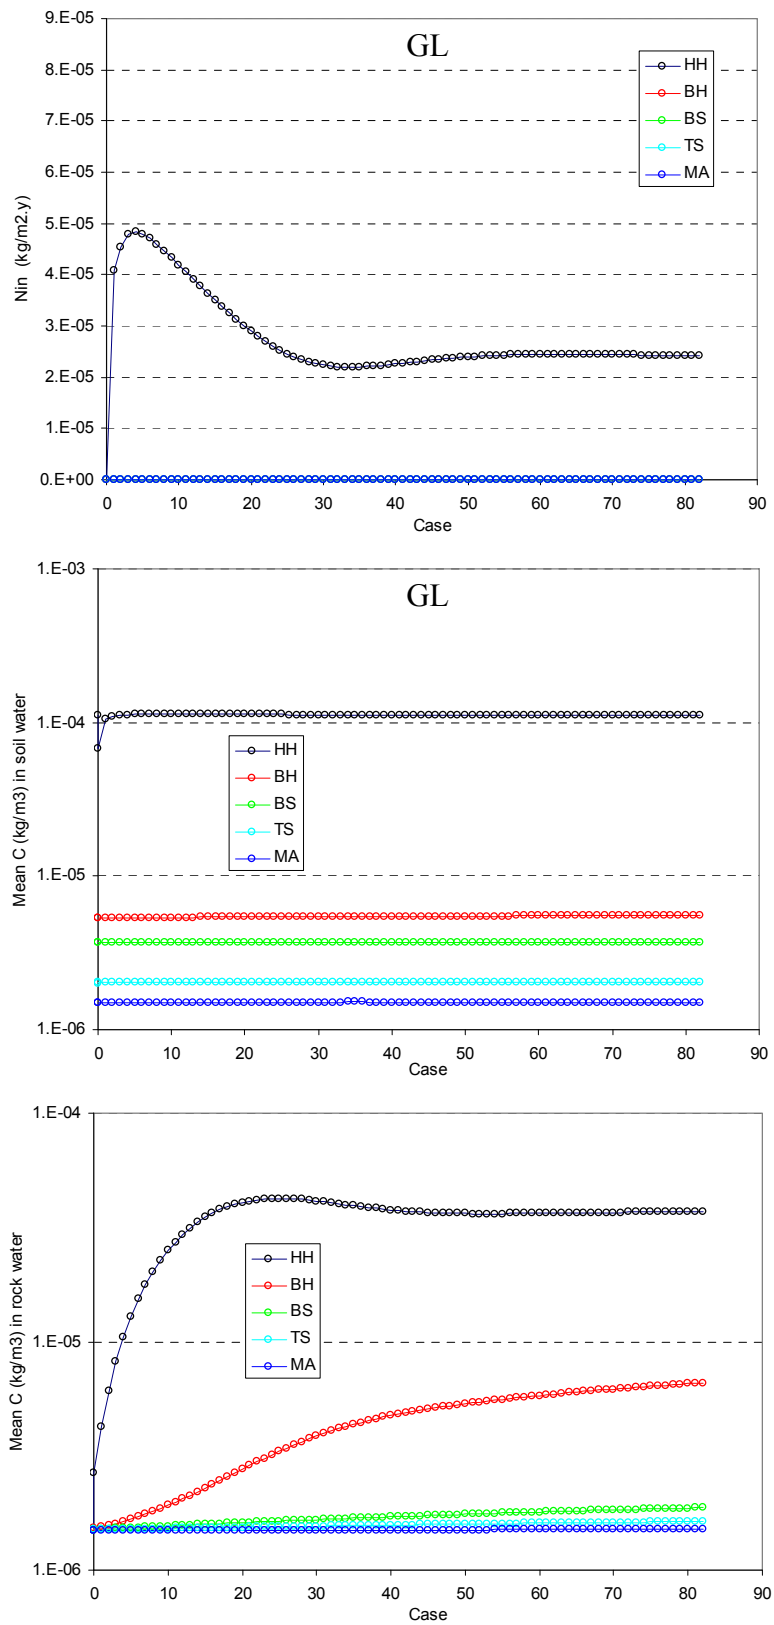 GL
9.E-05
8.E-05
7.E-05
6.E-05
5.E-05
4.E-05
3.E-05
2.E-05
1.E-05
0.E+00
Nin (kg/m2.y)
HH
BH
BS
TS
MA
0 10 20 30 40 50 60 70 80 90
Case
GL
1.E-03
1.E-04
1.E-05
1.E-06
Mean C (kg/m3) in soil water
HH
BH
BS
TS
MA
0 10 20 30 40 50 60 70 80 90
Case
1.E-04
1.E-05
1.E-06
Mean C (kg/m3) in rock water
HH
BH
BS
TS
MA
0 10 20 30 40 50 60 70 80 90
Case